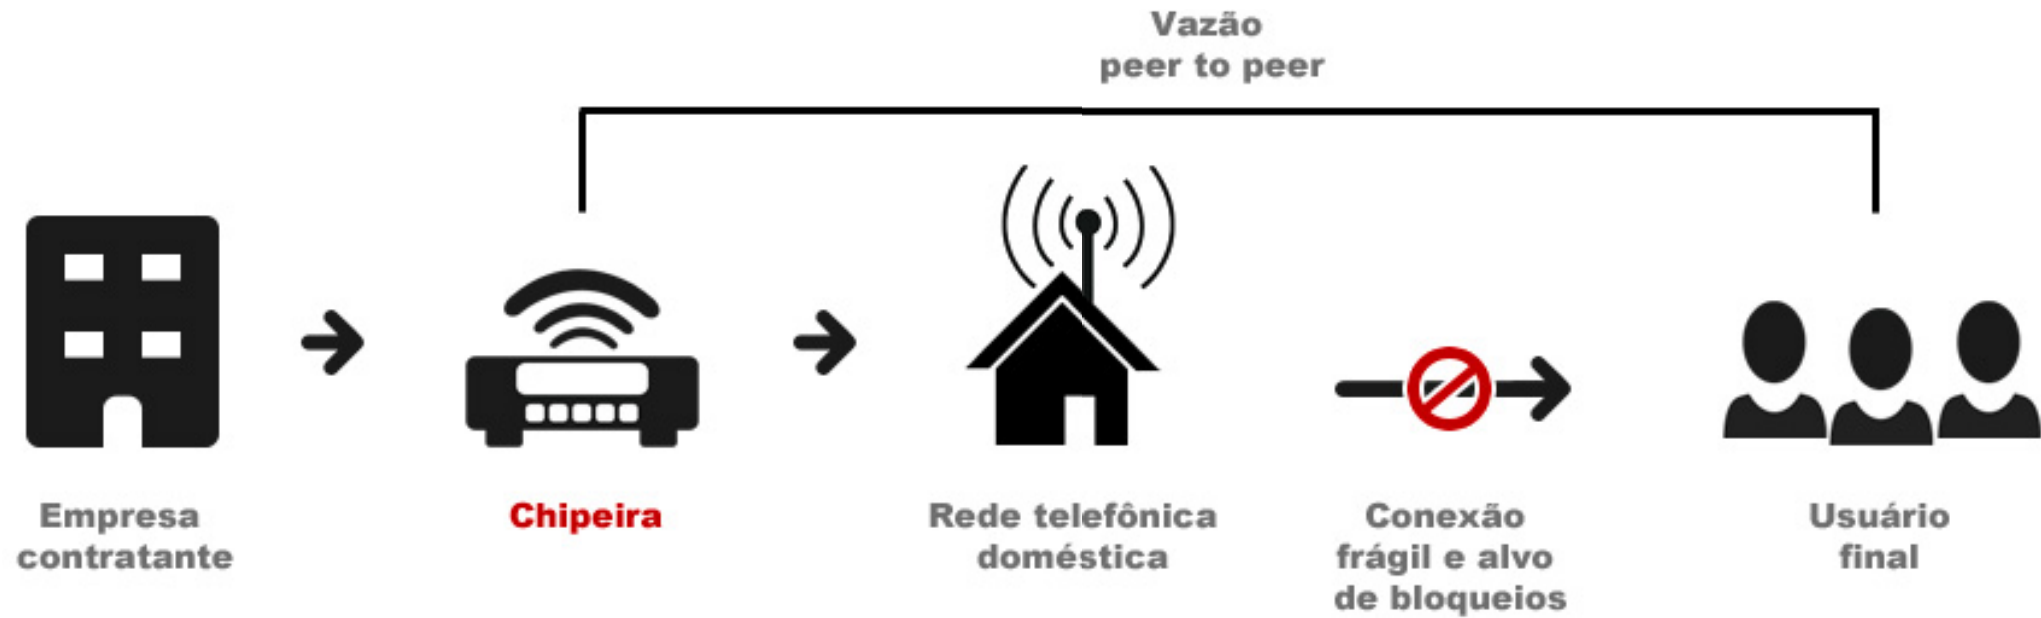 Vazão
peer to peer
Empresa
contratante
Chipeira
Rede telefônica
doméstica
Conexão
frágil e alvo
de bloqueios
Usuário
final